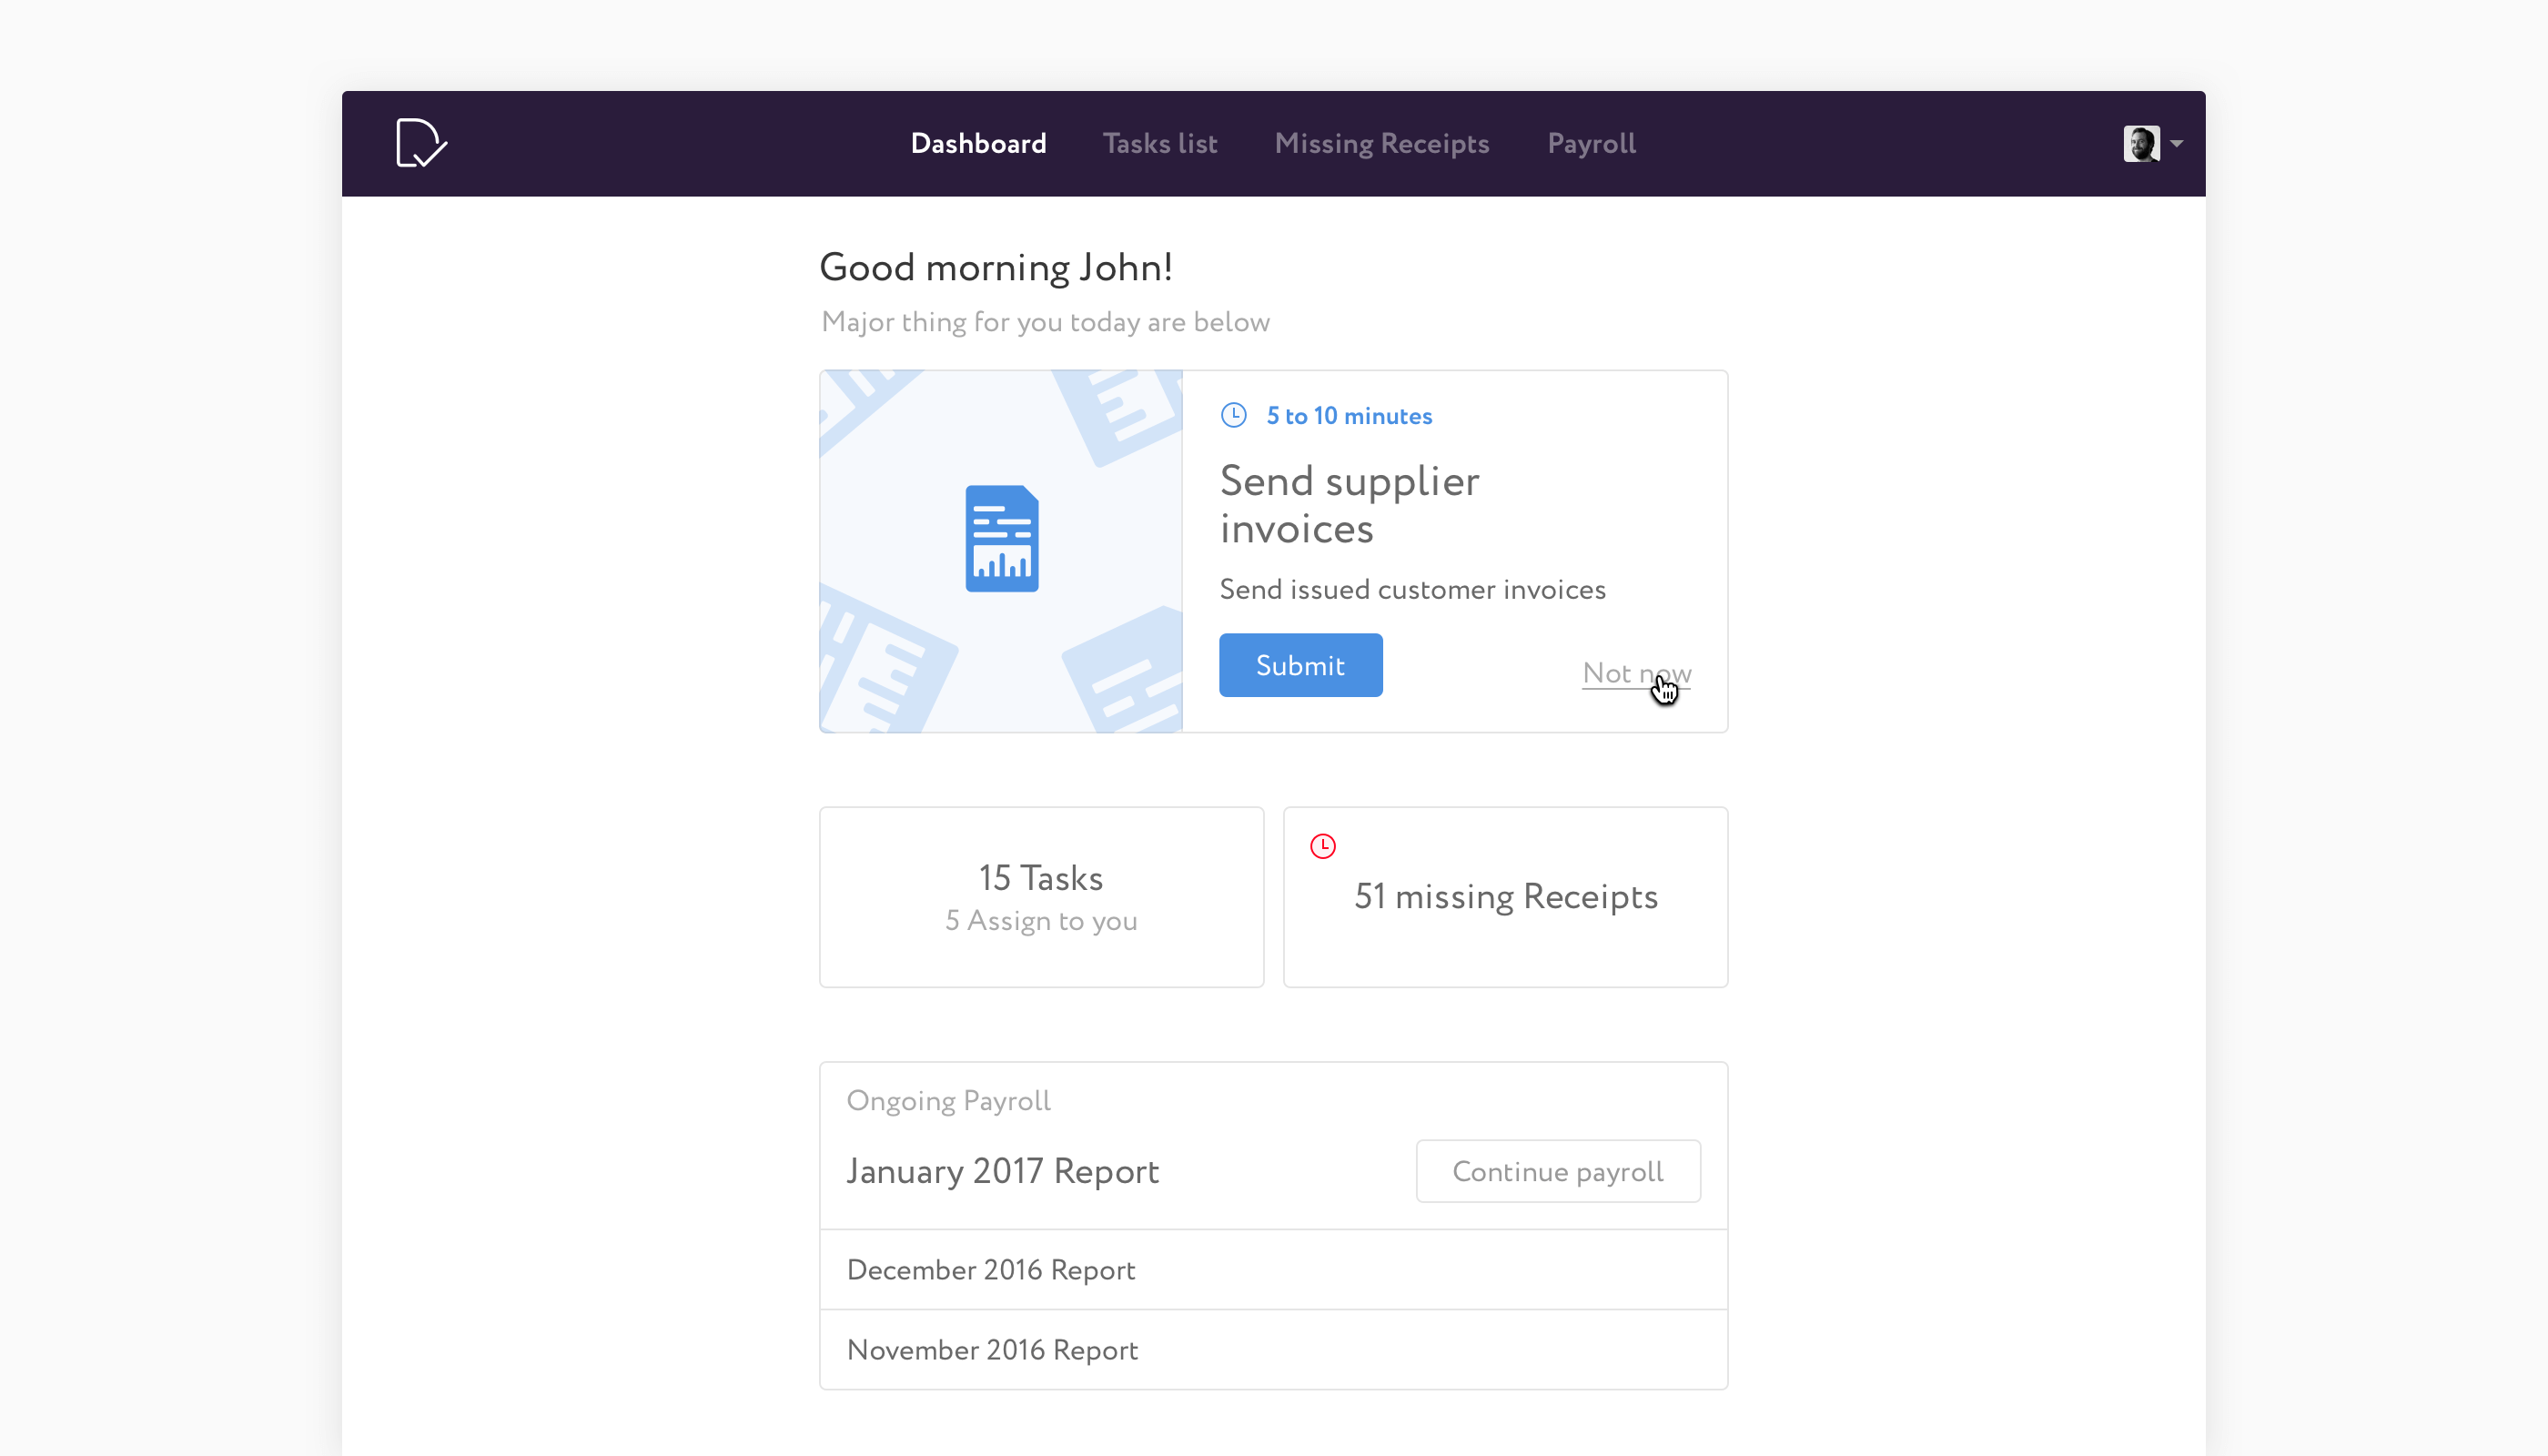 Dashboard Tasks list Missing Receipts Payroll
Good morning John!
Major thing for you today are below
5 to 10 minutes
Send supplier
invoices
Send issued customer invoices
Submit
Not now
15 Tasks
5 Assign to you
51 missing Receipts
Ongoing Payroll
January 2017 Report
Continue payroll
December 2016 Report
November 2016 Report